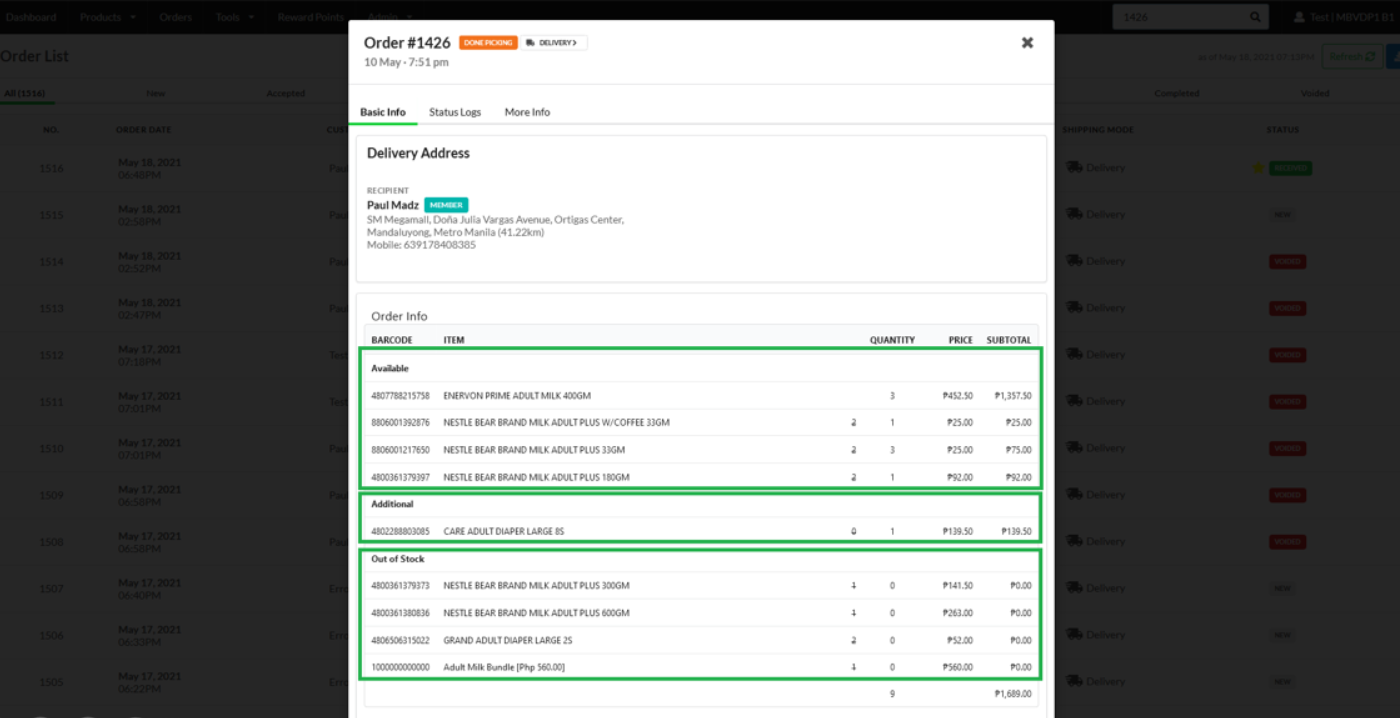 Dashboard Products Orders Tools Reward Points Admin 1426 Test | MBVDP1 B1
Order List as of May 18, 2021 07:13PM Refresh
All (1516) New Accepted Completed Voided
NO. ORDER DATE SHIPPING MODE STATUS
1516 May 18, 2021 06:48PM Paul Delivery RECEIVED
1515 May 18, 2021 02:58PM Paul Delivery NEW
1514 May 18, 2021 02:52PM Paul Delivery VOIDED
1513 May 18, 2021 02:47PM Paul Delivery VOIDED
1512 May 17, 2021 07:18PM Test Delivery VOIDED
1511 May 17, 2021 07:01PM Test Delivery VOIDED
1510 May 17, 2021 07:01PM Paul Delivery VOIDED
1509 May 17, 2021 06:58PM Paul Delivery VOIDED
1508 May 17, 2021 06:58PM Paul Delivery VOIDED
1507 May 17, 2021 06:40PM Erro Delivery NEW
1506 May 17, 2021 06:33PM Erro Delivery NEW
1505 May 17, 2021 06:22PM Erro Delivery NEW
Order #1426 DONE PICKING DELIVERY
10 May - 7:51 pm
Basic Info Status Logs More Info
Delivery Address
RECIPIENT
Paul Madz MEMBER
SM Megamall, Doña Julia Vargas Avenue, Ortigas Center,
Mandaluyong, Metro Manila (41.22km)
Mobile: 639178408385
Order Info
BARCODE ITEM QUANTITY PRICE SUBTOTAL
Available
4807788215758 ENERVON PRIME ADULT MILK 400GM 3 ₱452.50 ₱1,357.50
8806001392876 NESTLE BEAR BRAND MILK ADULT PLUS W/COFFEE 33GM 2 1 ₱25.00 ₱25.00
8806001217650 NESTLE BEAR BRAND MILK ADULT PLUS 33GM 2 3 ₱25.00 ₱75.00
4800361379397 NESTLE BEAR BRAND MILK ADULT PLUS 180GM 2 1 ₱92.00 ₱92.00
Additional
4802288803085 CARE ADULT DIAPER LARGE 8S 0 1 ₱139.50 ₱139.50
Out of Stock
4800361379373 NESTLE BEAR BRAND MILK ADULT PLUS 300GM 1 0 ₱141.50 ₱0.00
4800361380836 NESTLE BEAR BRAND MILK ADULT PLUS 600GM 1 0 ₱263.00 ₱0.00
4806506315022 GRAND ADULT DIAPER LARGE 2S 2 0 ₱52.00 ₱0.00
1000000000000 Adult Milk Bundle [Php 560.00] 1 0 ₱560.00 ₱0.00
9 ₱1,689.00